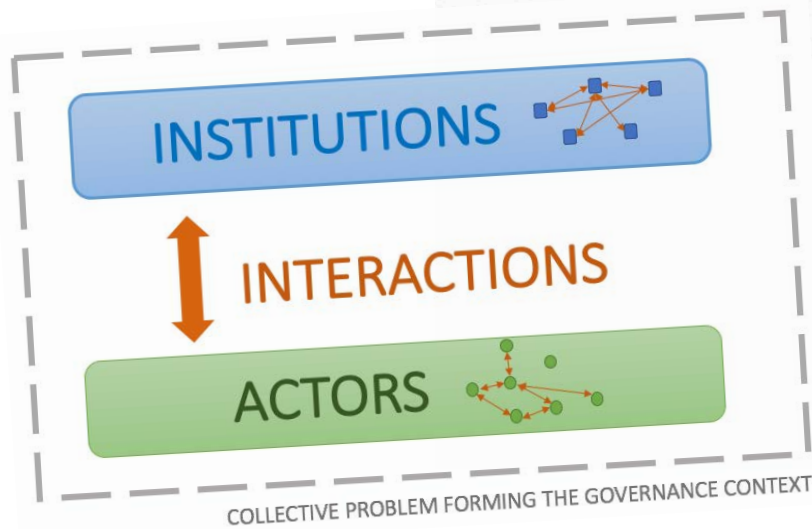 INSTITUTIONS
INTERACTIONS
ACTORS
COLLECTIVE PROBLEM FORMING THE GOVERNANCE CONTEXT